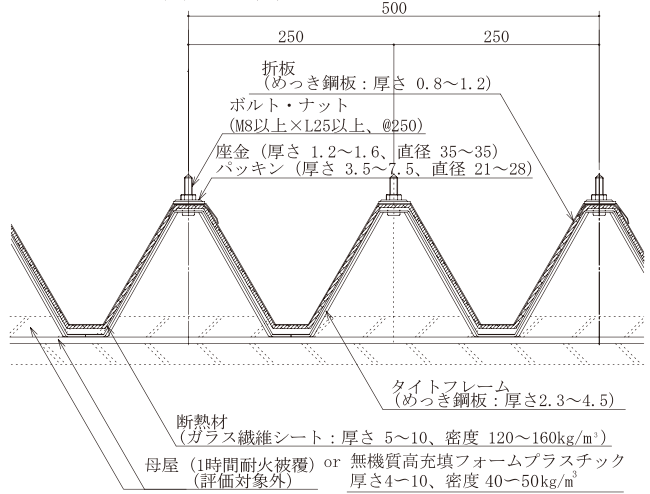 500
250 250
折板
(めっき鋼板：厚さ 0.8～1.2)
ボルト・ナット
(M8以上×L25以上、@250)
座金 (厚さ 1.2～1.6、直径 35～35)
パッキン (厚さ 3.5～7.5、直径 21～28)
タイトフレーム
(めっき鋼板：厚さ2.3～4.5)
断熱材
(ガラス繊維シート：厚さ 5～10、密度 120～160kg/m³)
母屋 (1時間耐火被覆) or 無機質高充填フォームプラスチック
(評価対象外) 厚さ4～10、密度 40～50kg/m³